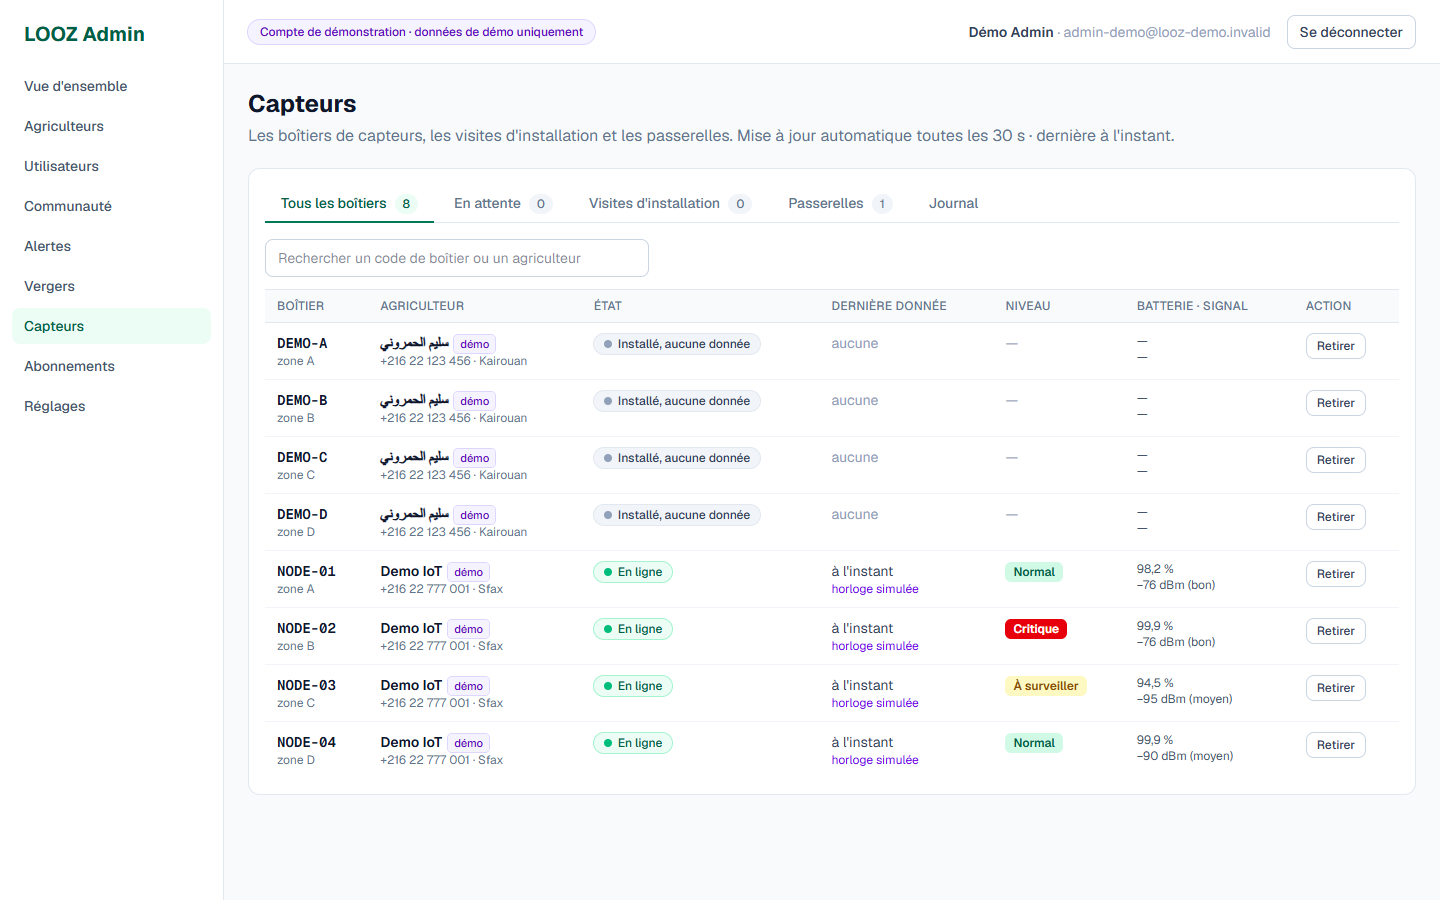 LOOZ Admin
Compte de démonstration · données de démo uniquement
Démo Admin · admin-demo@looz-demo.invalid
Se déconnecter
Vue d'ensemble
Agriculteurs
Utilisateurs
Communauté
Alertes
Vergers
Capteurs
Abonnements
Réglages
Capteurs
Les boîtiers de capteurs, les visites d'installation et les passerelles. Mise à jour automatique toutes les 30 s · dernière à l'instant.
Tous les boîtiers 8 En attente 0 Visites d'installation 0 Passerelles 1 Journal
Rechercher un code de boîtier ou un agriculteur
BOÎTIER AGRICULTEUR ÉTAT DERNIÈRE DONNÉE NIVEAU BATTERIE · SIGNAL ACTION
DEMO-A سليم الحمروني démo Installé, aucune donnée aucune — — Retirer
zone A +216 22 123 456 · Kairouan —
DEMO-B سليم الحمروني démo Installé, aucune donnée aucune — — Retirer
zone B +216 22 123 456 · Kairouan —
DEMO-C سليم الحمروني démo Installé, aucune donnée aucune — — Retirer
zone C +216 22 123 456 · Kairouan —
DEMO-D سليم الحمروني démo Installé, aucune donnée aucune — — Retirer
zone D +216 22 123 456 · Kairouan —
NODE-01 Demo IoT démo En ligne à l'instant Normal 98,2 % Retirer
zone A +216 22 777 001 · Sfax horloge simulée −76 dBm (bon)
NODE-02 Demo IoT démo En ligne à l'instant Critique 99,9 % Retirer
zone B +216 22 777 001 · Sfax horloge simulée −76 dBm (bon)
NODE-03 Demo IoT démo En ligne à l'instant À surveiller 94,5 % Retirer
zone C +216 22 777 001 · Sfax horloge simulée −95 dBm (moyen)
NODE-04 Demo IoT démo En ligne à l'instant Normal 99,9 % Retirer
zone D +216 22 777 001 · Sfax horloge simulée −90 dBm (moyen)